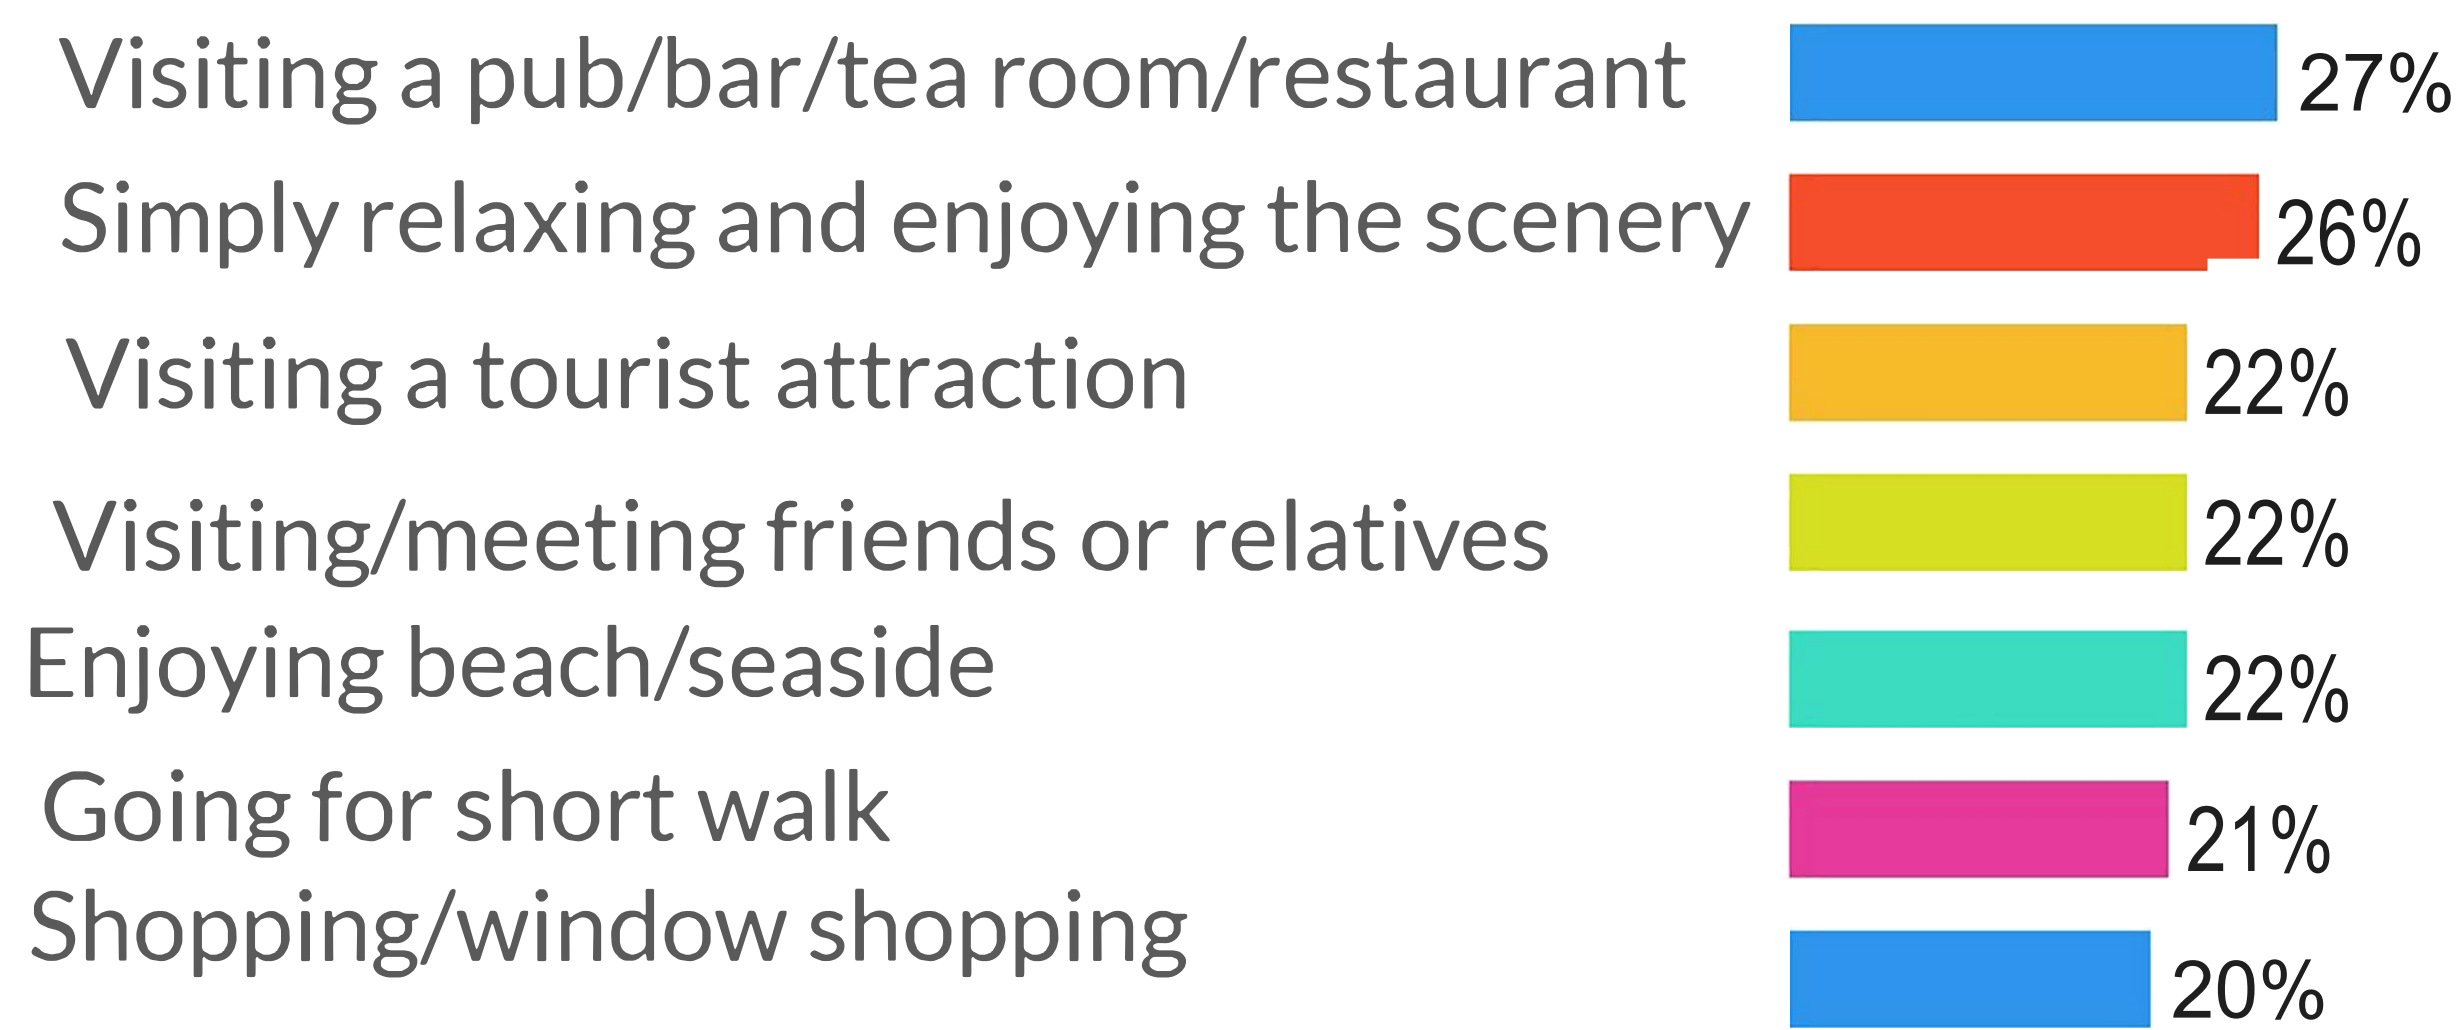 Visiting a pub/bar/tea room/restaurant 27%
Simply relaxing and enjoying the scenery 26%
Visiting a tourist attraction 22%
Visiting/meeting friends or relatives 22%
Enjoying beach/seaside 22%
Going for short walk 21%
Shopping/window shopping 20%